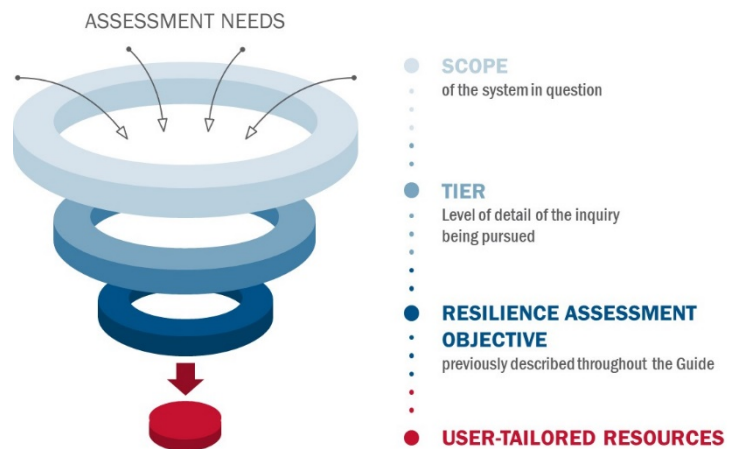 ASSESSMENT NEEDS
SCOPE
of the system in question
TIER
Level of detail of the inquiry
being pursued
RESILIENCE ASSESSMENT
OBJECTIVE
previously described throughout the Guide
USER-TAILORED RESOURCES